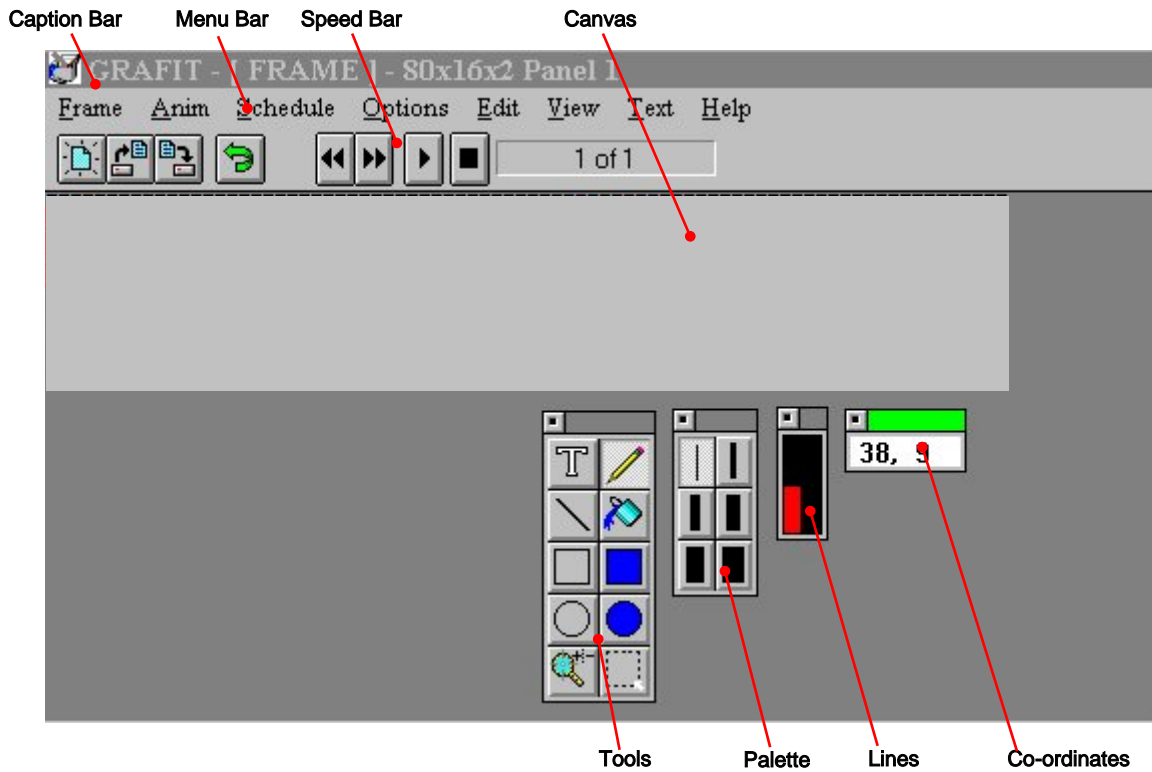 Caption Bar Menu Bar Speed Bar Canvas
GRAFIT - [ FRAME ] - 80x16x2 Panel 1
Frame Anim Schedule Options Edit View Text Help
1 of 1
T
38, 9
Tools Palette Lines Co-ordinates